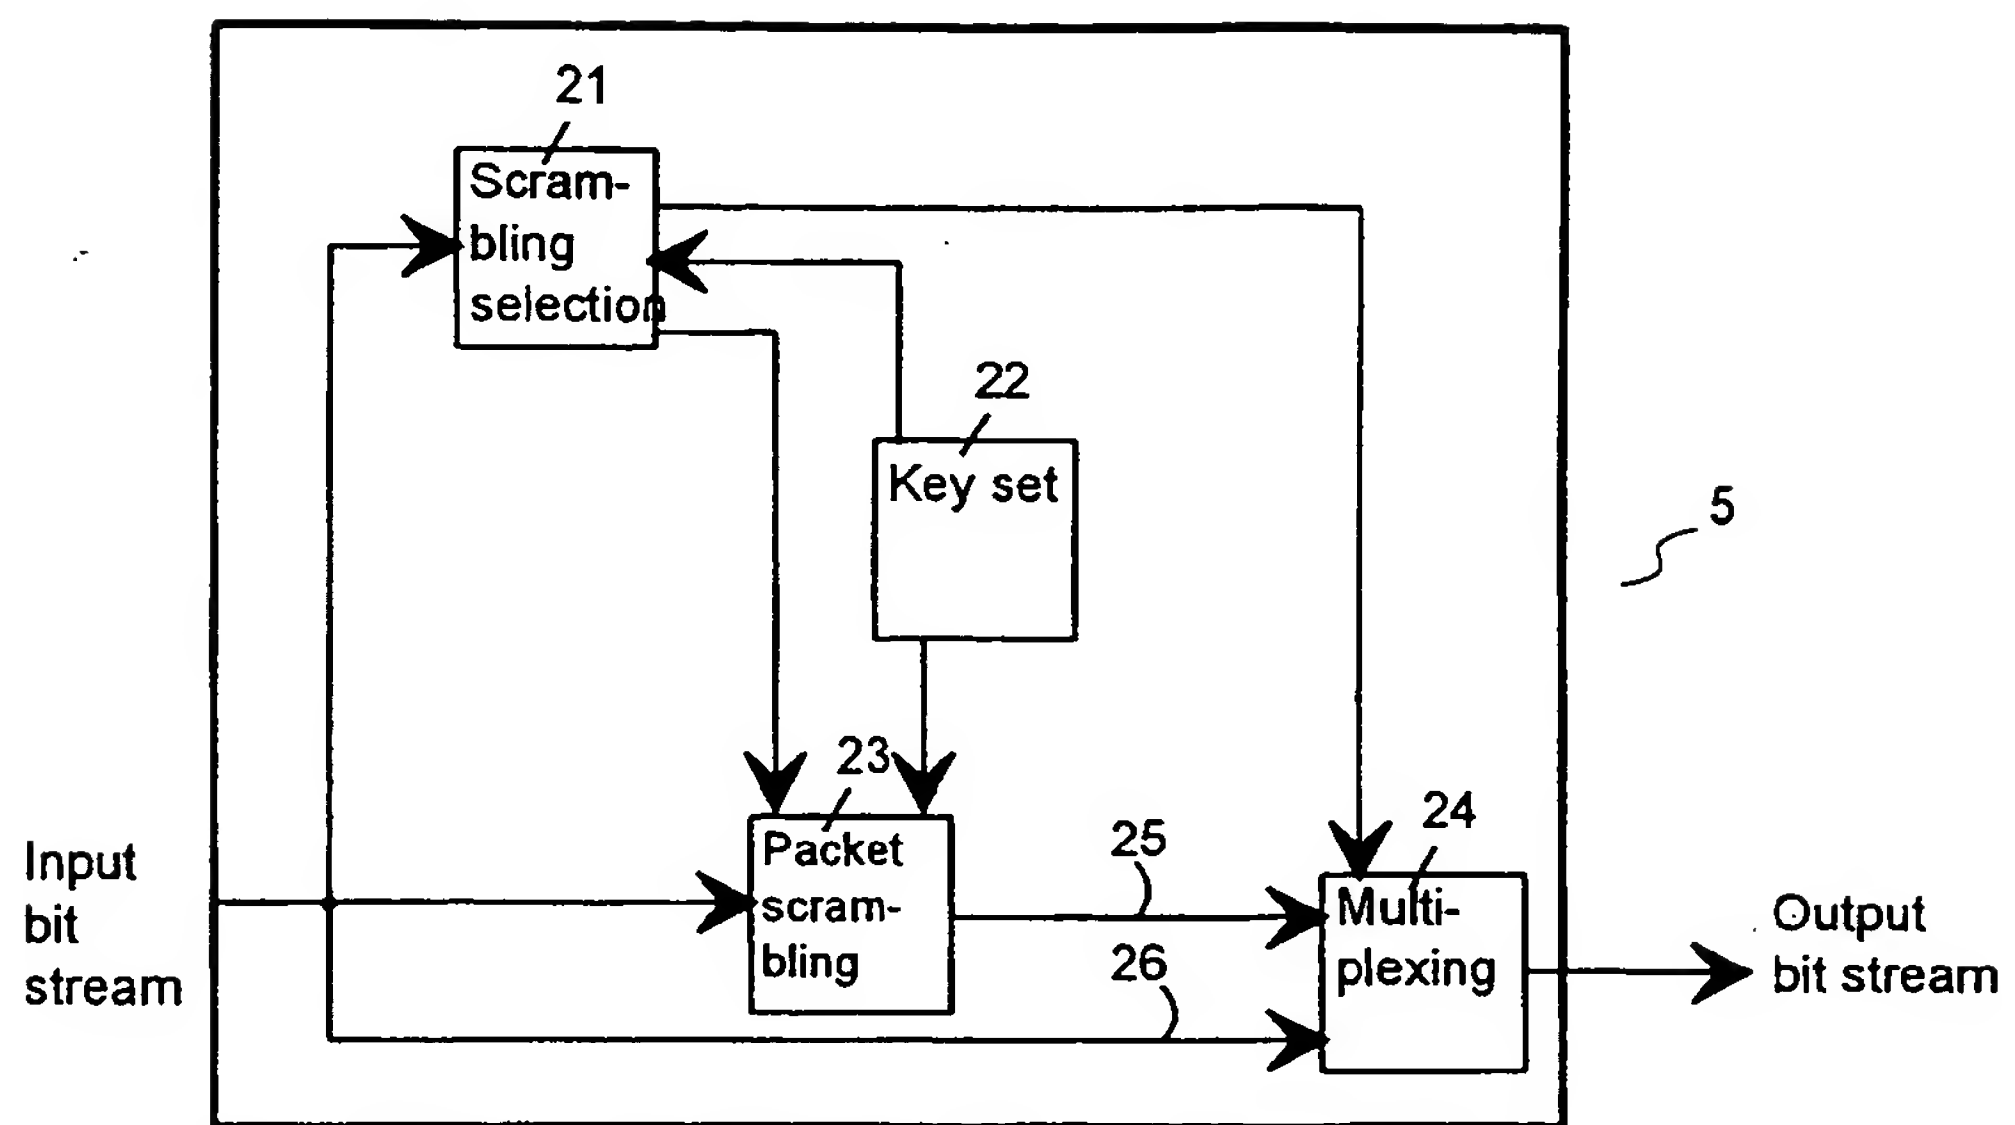 21
Scram-
bling
selection
22
Key set
5
23
Packet
scram-
bling
24
Multi-
plexing
25
26
Input
bit
stream
Output
bit stream